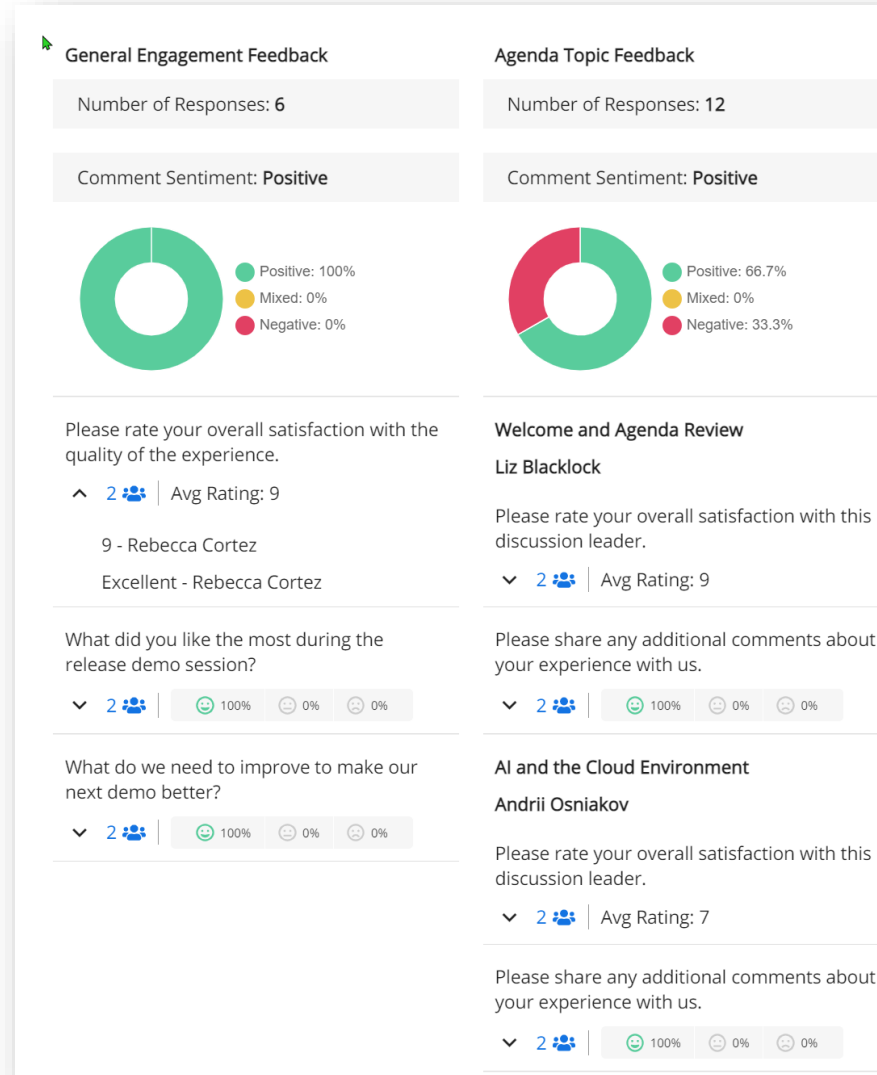 General Engagement Feedback
Number of Responses: 6
Comment Sentiment: Positive
Positive: 100%
Mixed: 0%
Negative: 0%
Please rate your overall satisfaction with the
quality of the experience.
2 Avg Rating: 9
9 - Rebecca Cortez
Excellent - Rebecca Cortez
What did you like the most during the
release demo session?
2 100% 0% 0%
What do we need to improve to make our
next demo better?
2 100% 0% 0%
Agenda Topic Feedback
Number of Responses: 12
Comment Sentiment: Positive
Positive: 66.7%
Mixed: 0%
Negative: 33.3%
Welcome and Agenda Review
Liz Blacklock
Please rate your overall satisfaction with this
discussion leader.
2 Avg Rating: 9
Please share any additional comments about
your experience with us.
2 100% 0% 0%
AI and the Cloud Environment
Andrii Osniakov
Please rate your overall satisfaction with this
discussion leader.
2 Avg Rating: 7
Please share any additional comments about
your experience with us.
2 100% 0% 0%